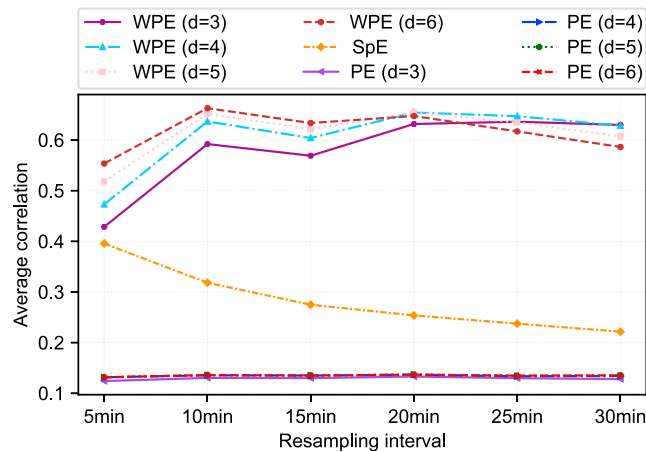 WPE (d=3) WPE (d=6) PE (d=4)
WPE (d=4) SpE PE (d=5)
WPE (d=5) PE (d=3) PE (d=6)
Average correlation
0.6
0.5
0.4
0.3
0.2
0.1
5min 10min 15min 20min 25min 30min
Resampling interval